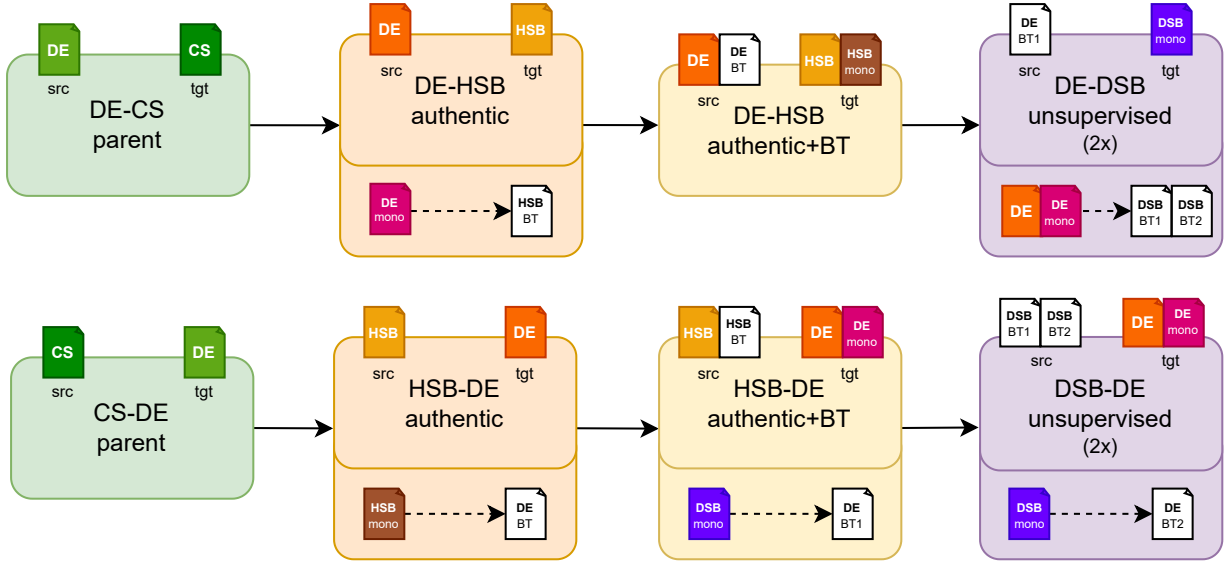 DE
CS
src
tgt
DE-CS
parent
DE
HSB
src
tgt
DE-HSB
authentic
DE
mono
HSB
BT
DE
DE
BT
HSB
HSB
mono
src
tgt
DE-HSB
authentic+BT
DE
BT1
DSB
mono
src
tgt
DE-DSB
unsupervised
(2x)
DE
DE
mono
DSB
BT1
DSB
BT2
CS
DE
src
tgt
CS-DE
parent
HSB
DE
src
tgt
HSB-DE
authentic
HSB
mono
DE
BT
HSB
HSB
BT
DE
DE
mono
src
tgt
HSB-DE
authentic+BT
DSB
mono
DE
BT1
DSB
BT1
DSB
BT2
DE
DE
mono
src
tgt
DSB-DE
unsupervised
(2x)
DSB
mono
DE
BT2